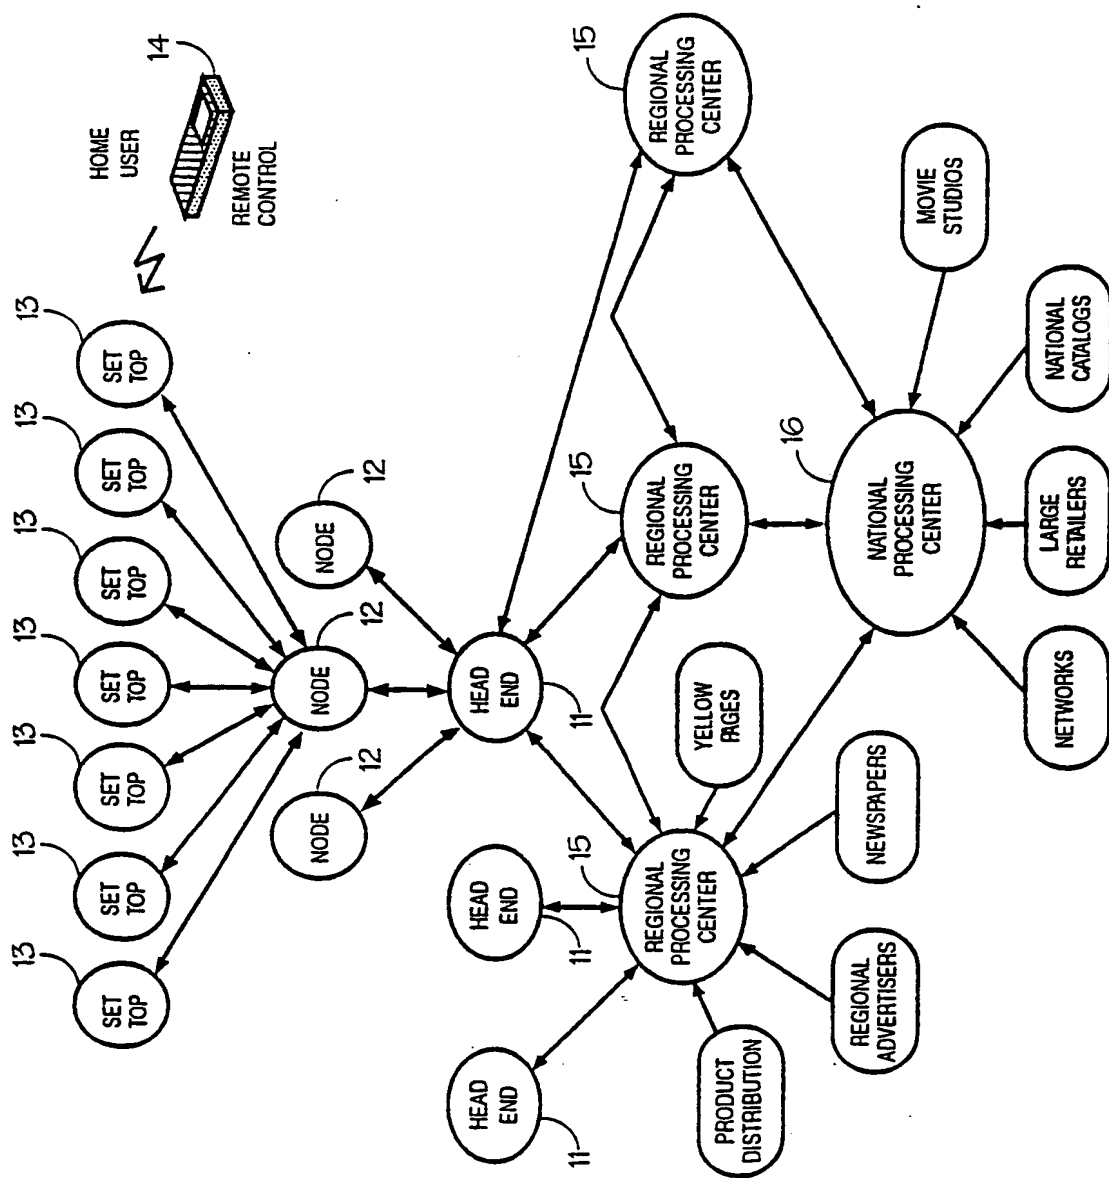 13
13
13
13
13
13
13
SET
TOP
SET
TOP
SET
TOP
SET
TOP
SET
TOP
SET
TOP
SET
TOP
HOME
USER
14
REMOTE
CONTROL
12
12
12
NODE
NODE
NODE
HEAD
END
HEAD
END
HEAD
END
11
11
11
15
15
15
REGIONAL
PROCESSING
CENTER
REGIONAL
PROCESSING
CENTER
REGIONAL
PROCESSING
CENTER
YELLOW
PAGES
PRODUCT
DISTRIBUTION
REGIONAL
ADVERTISERS
NEWSPAPERS
16
NATIONAL
PROCESSING
CENTER
MOVIE
STUDIOS
NETWORKS
LARGE
RETAILERS
NATIONAL
CATALOGS